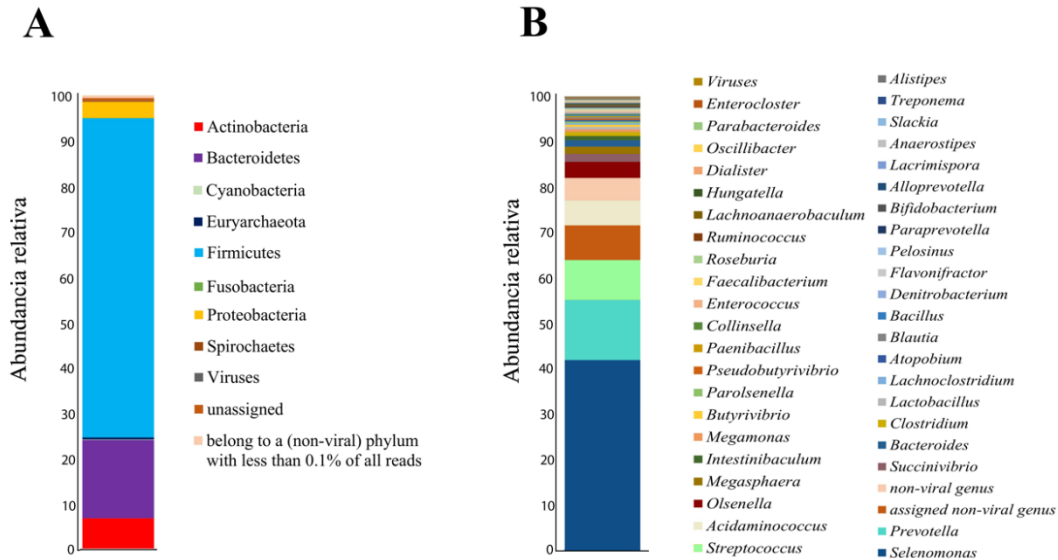 A
B
Abundancia relativa
100
90
80
70
60
50
40
30
20
10
0
Actinobacteria
Bacteroidetes
Cyanobacteria
Euryarchaeota
Firmicutes
Fusobacteria
Proteobacteria
Spirochaetes
Viruses
unassigned
belong to a (non-viral) phylum
with less than 0.1% of all reads
Abundancia relativa
100
90
80
70
60
50
40
30
20
10
0
Viruses
Enterocloster
Parabacteroides
Oscillibacter
Dialister
Hungatella
Lachnoanaerobaculum
Ruminococcus
Roseburia
Faecalibacterium
Enterococcus
Collinsella
Paenibacillus
Pseudobutyrivibrio
Parolsenella
Butyrivibrio
Megamonas
Intestinibaculum
Megasphaera
Olsenella
Acidaminococcus
Streptococcus
Alistipes
Treponema
Slackia
Anaerostipes
Lacrimispora
Alloprevotella
Bifidobacterium
Paraprevotella
Pelosinus
Flavonifractor
Denitrobacterium
Bacillus
Blautia
Atopobium
Lachnoclostridium
Lactobacillus
Clostridium
Bacteroides
Succinivibrio
non-viral genus
assigned non-viral genus
Prevotella
Selenomonas